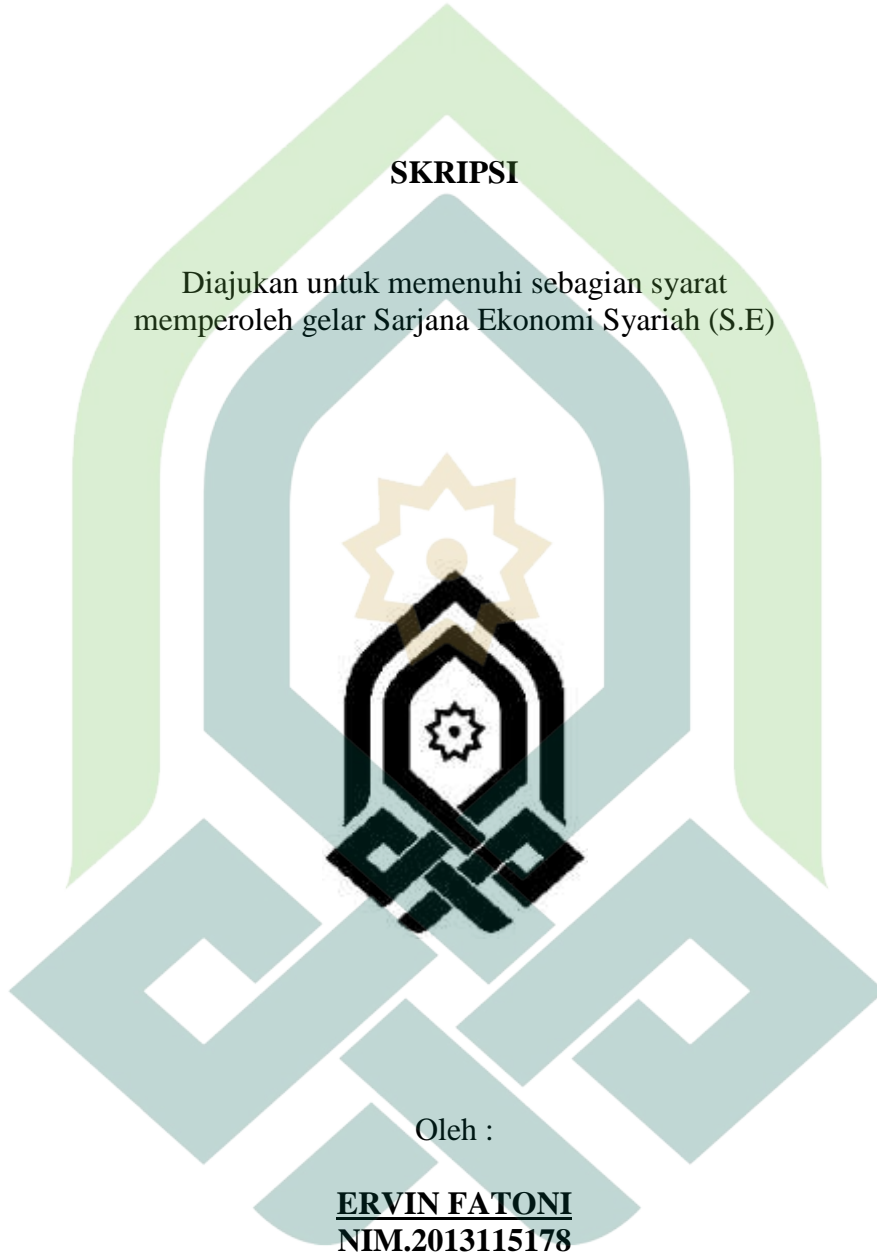 SKRIPSI
Diajukan untuk memenuhi sebagian syarat
memperoleh gelar Sarjana Ekonomi Syariah (S.E)
Oleh :
ERVIN FATONI
NIM.2013115178